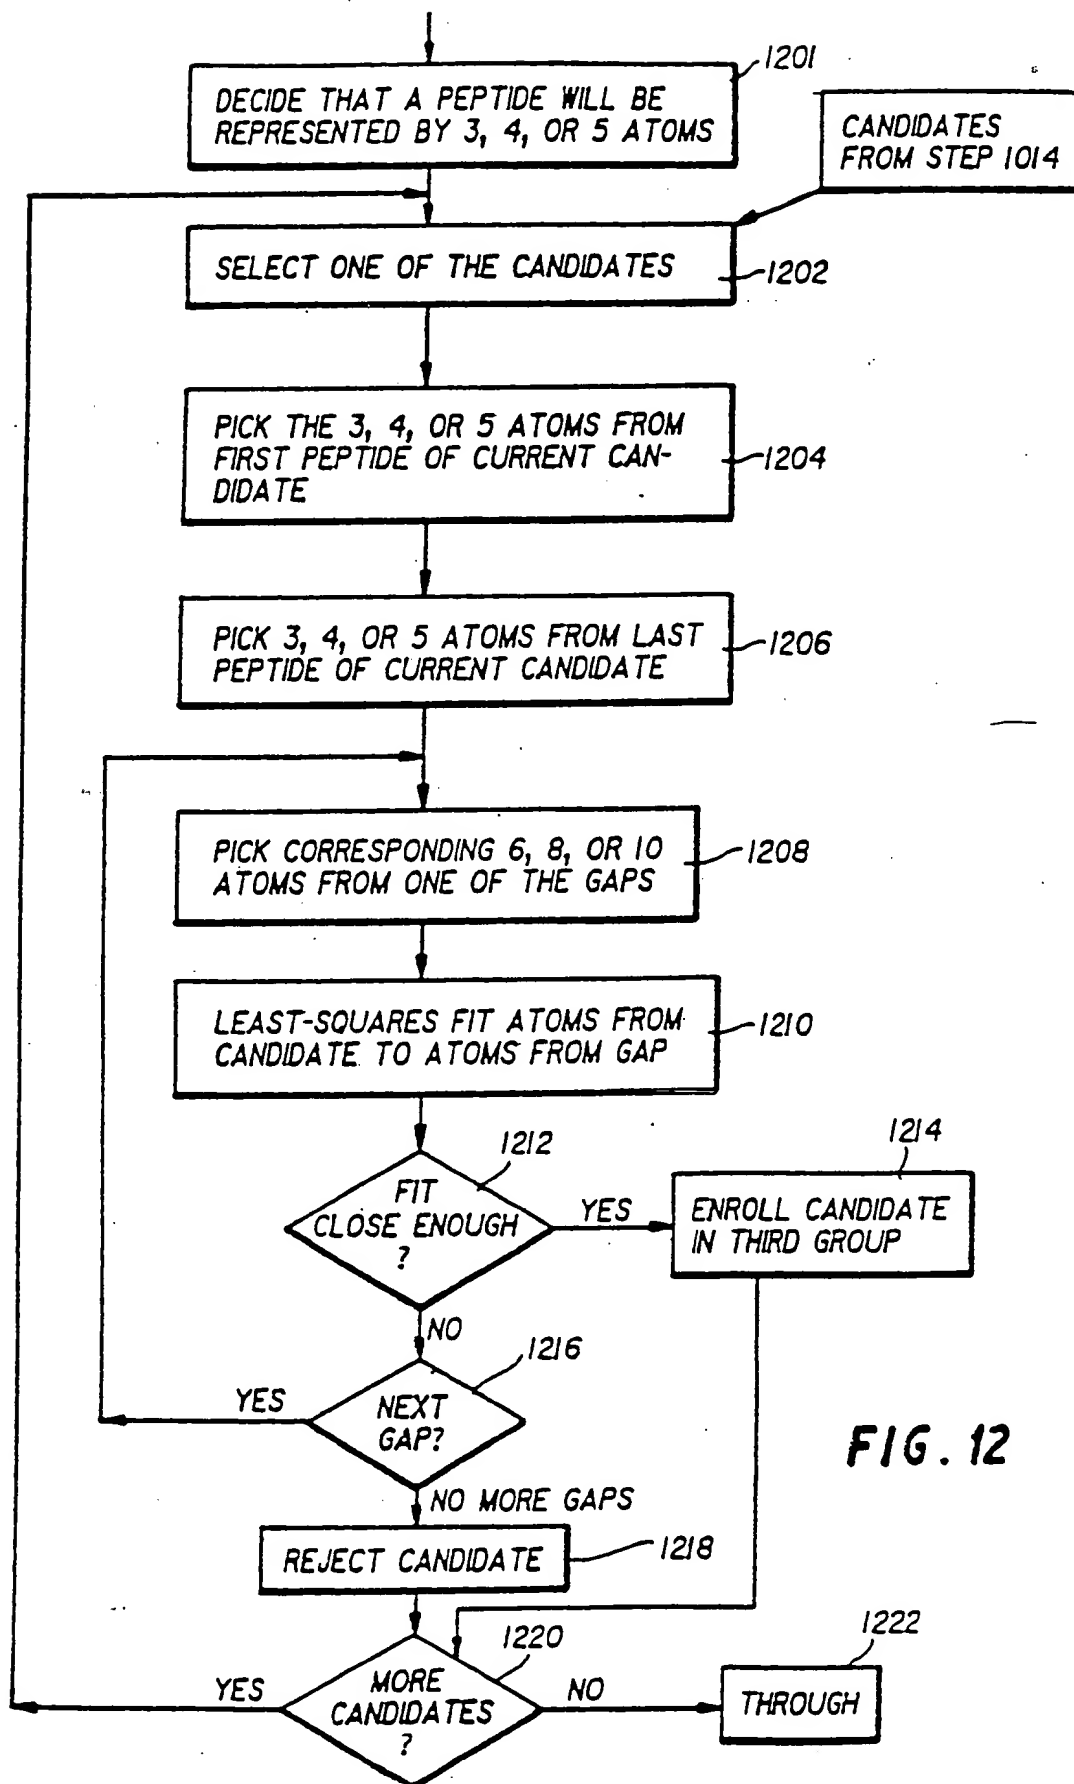 1201
DECIDE THAT A PEPTIDE WILL BE
REPRESENTED BY 3, 4, OR 5 ATOMS
CANDIDATES
FROM STEP 1014
SELECT ONE OF THE CANDIDATES
1202
PICK THE 3, 4, OR 5 ATOMS FROM
FIRST PEPTIDE OF CURRENT CAN-
DIDATE
1204
PICK 3, 4, OR 5 ATOMS FROM LAST
PEPTIDE OF CURRENT CANDIDATE
1206
PICK CORRESPONDING 6, 8, OR 10
ATOMS FROM ONE OF THE GAPS
1208
LEAST-SQUARES FIT ATOMS FROM
CANDIDATE TO ATOMS FROM GAP
1210
1212
FIT
CLOSE ENOUGH
?
YES
1214
ENROLL CANDIDATE
IN THIRD GROUP
NO
1216
NEXT
GAP?
YES
FIG. 12
NO MORE GAPS
REJECT CANDIDATE
1218
1220
MORE
CANDIDATES
?
YES
NO
1222
THROUGH